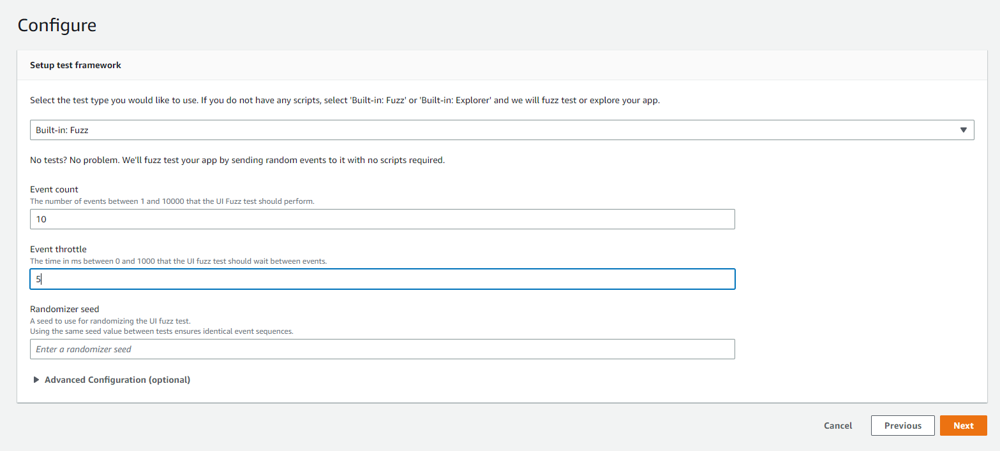 Configure
Setup test framework
Select the test type you would like to use. If you do not have any scripts, select 'Built-in: Fuzz' or 'Built-in: Explorer' and we will fuzz test or explore your app.
Built-in: Fuzz
No tests? No problem. We'll fuzz test your app by sending random events to it with no scripts required.
Event count
The number of events between 1 and 10000 that the UI Fuzz test should perform.
10
Event throttle
The time in ms between 0 and 1000 that the UI fuzz test should wait between events.
5
Randomizer seed
A seed to use for randomizing the UI fuzz test.
Using the same seed value between tests ensures identical event sequences.
Enter a randomizer seed
Advanced Configuration (optional)
Cancel Previous Next